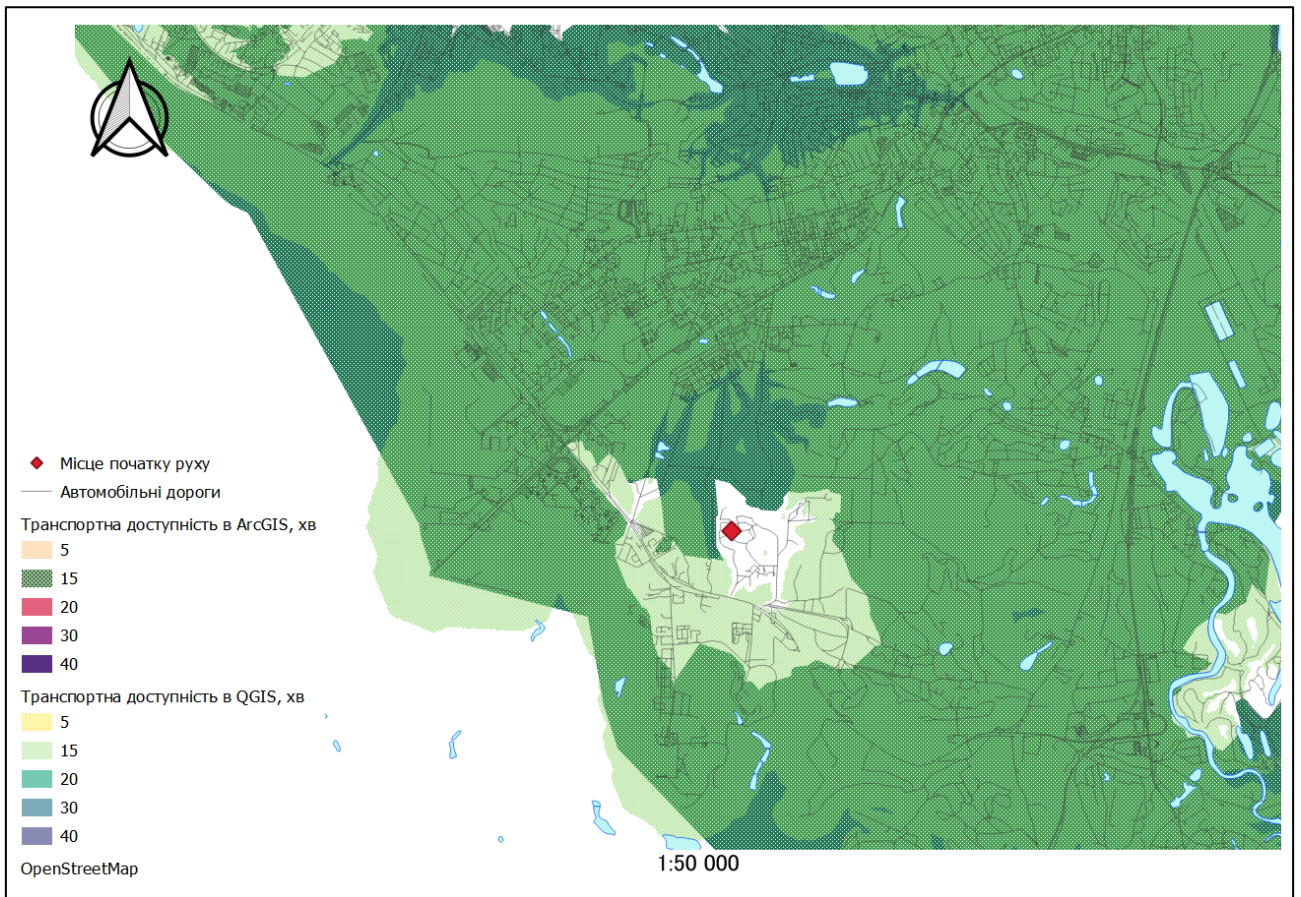 Місце початку руху
Автомобільні дороги
Транспортна доступність в ArcGIS, хв
5
15
20
30
40
Транспортна доступність в QGIS, хв
5
15
20
30
40
OpenStreetMap
1:50 000